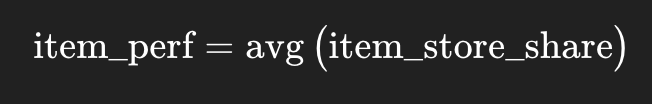 item_perf = avg (item_store_share)